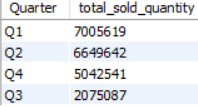 Quarter total_sold_quantity
Q1 7005619
Q2 6649642
Q4 5042541
Q3 2075087